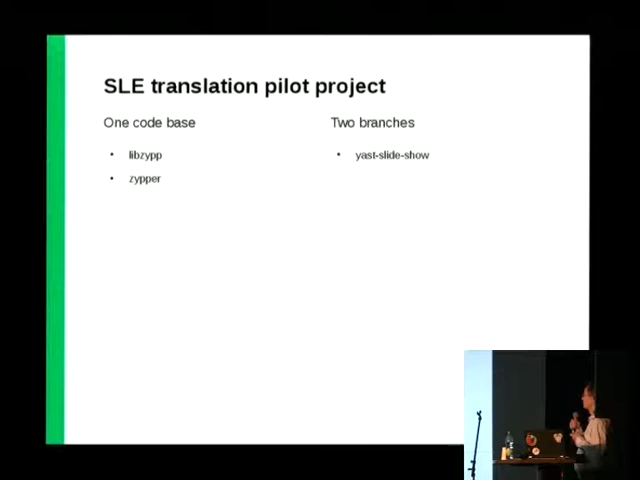 SLE translation pilot project
One code base
libzypp
zypper
Two branches
yast-slide-show